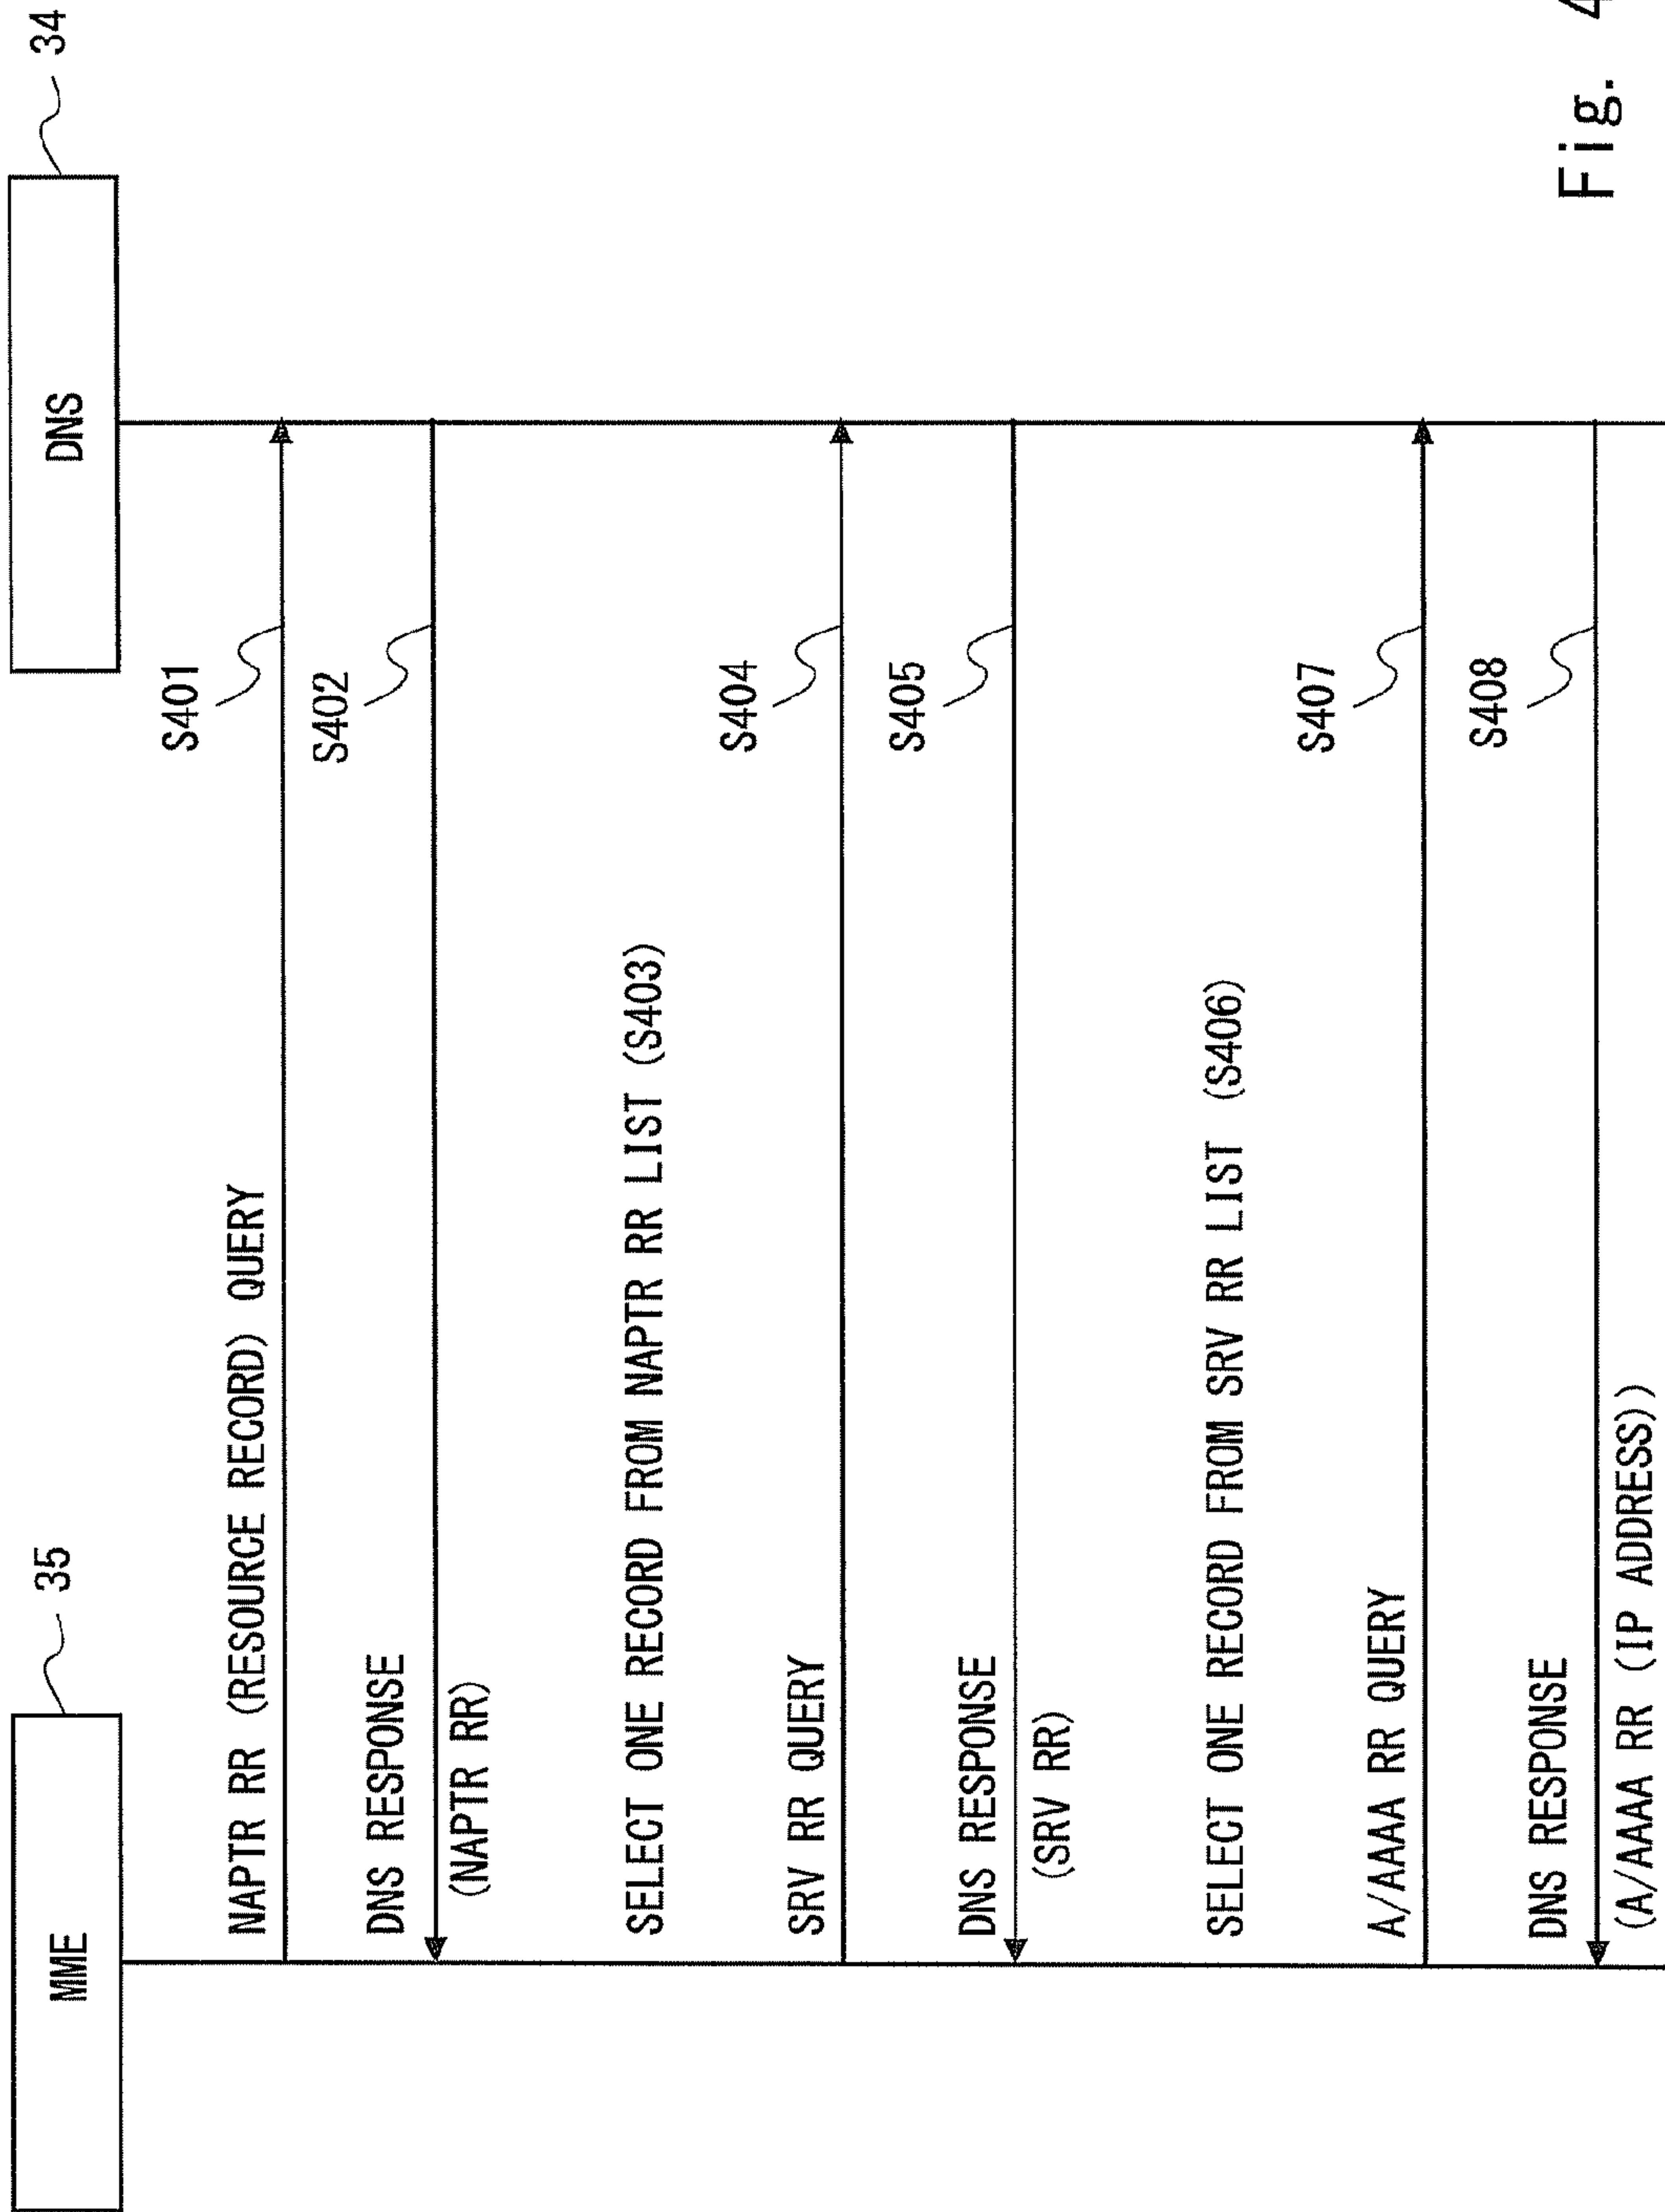 MME
35
DNS
34
NAPTR RR (RESOURCE RECORD) QUERY
S401
DNS RESPONSE
S402
(NAPTR RR)
SELECT ONE RECORD FROM NAPTR RR LIST (S403)
SRV RR QUERY
S404
DNS RESPONSE
S405
(SRV RR)
SELECT ONE RECORD FROM SRV RR LIST (S406)
A/AAAA RR QUERY
S407
DNS RESPONSE
S408
(A/AAAA RR (IP ADDRESS))
Fig. 4